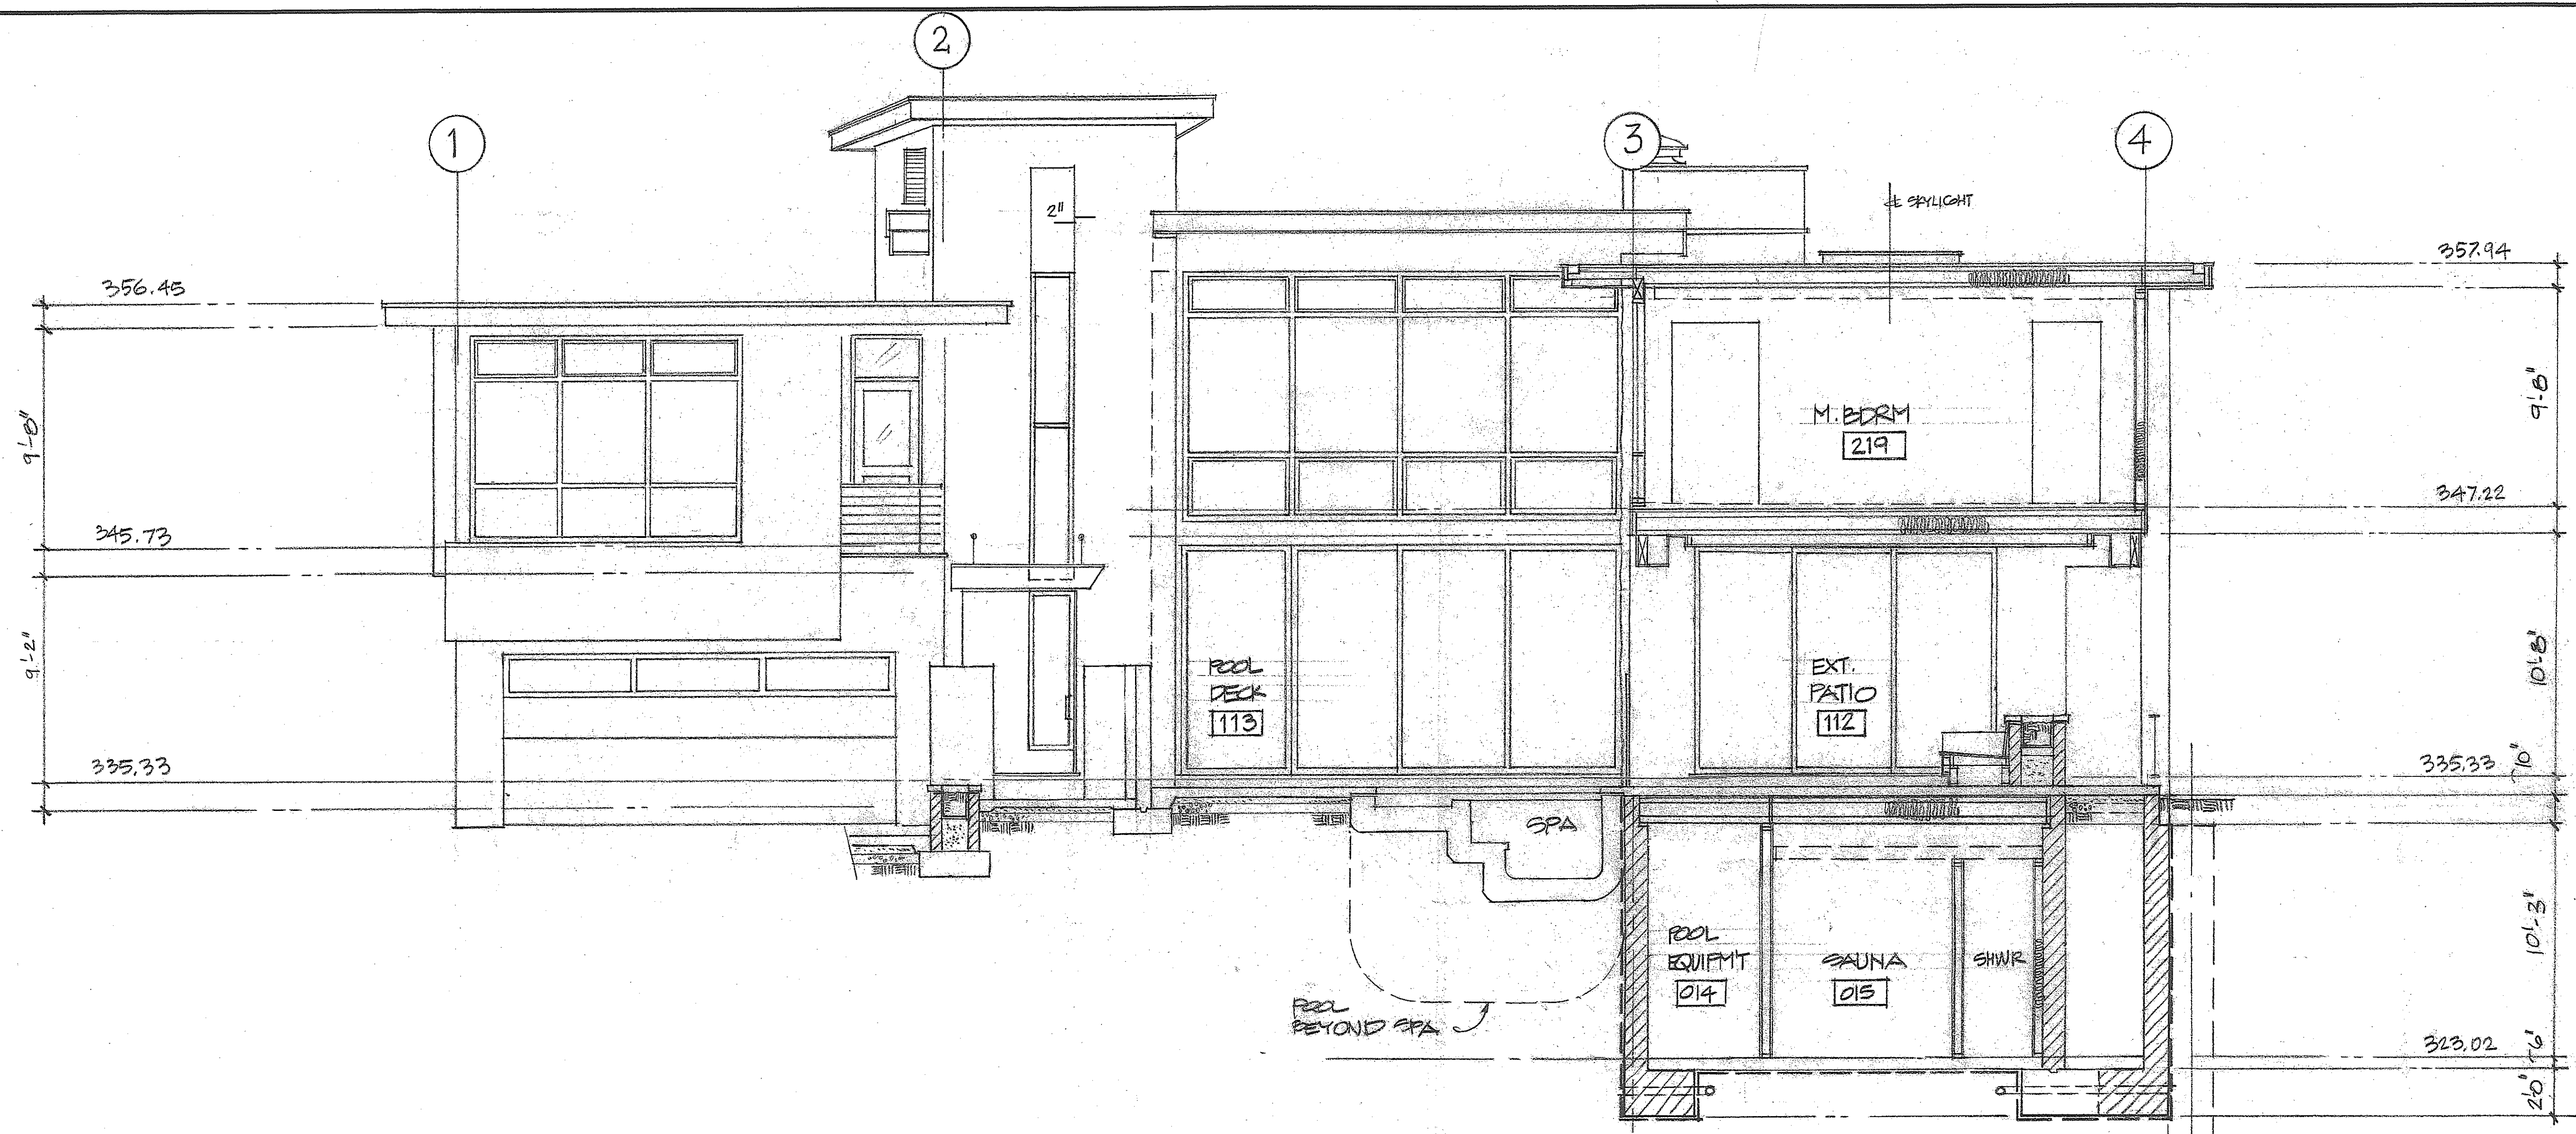 2
1
3
4
2"
℄ SKYLIGHT
356.45
357.94
9'-8"
9'-8"
M. BDRM
219
345.73
347.22
9'-2"
10'-8"
POOL
DECK
113
EXT.
PATIO
112
335.33
335.33
10"
SPA
10'-3"
POOL
EQUIPM'T
014
SAUNA
015
SHWR
POOL
BEYOND SPA
323.02
6"
2'-0"